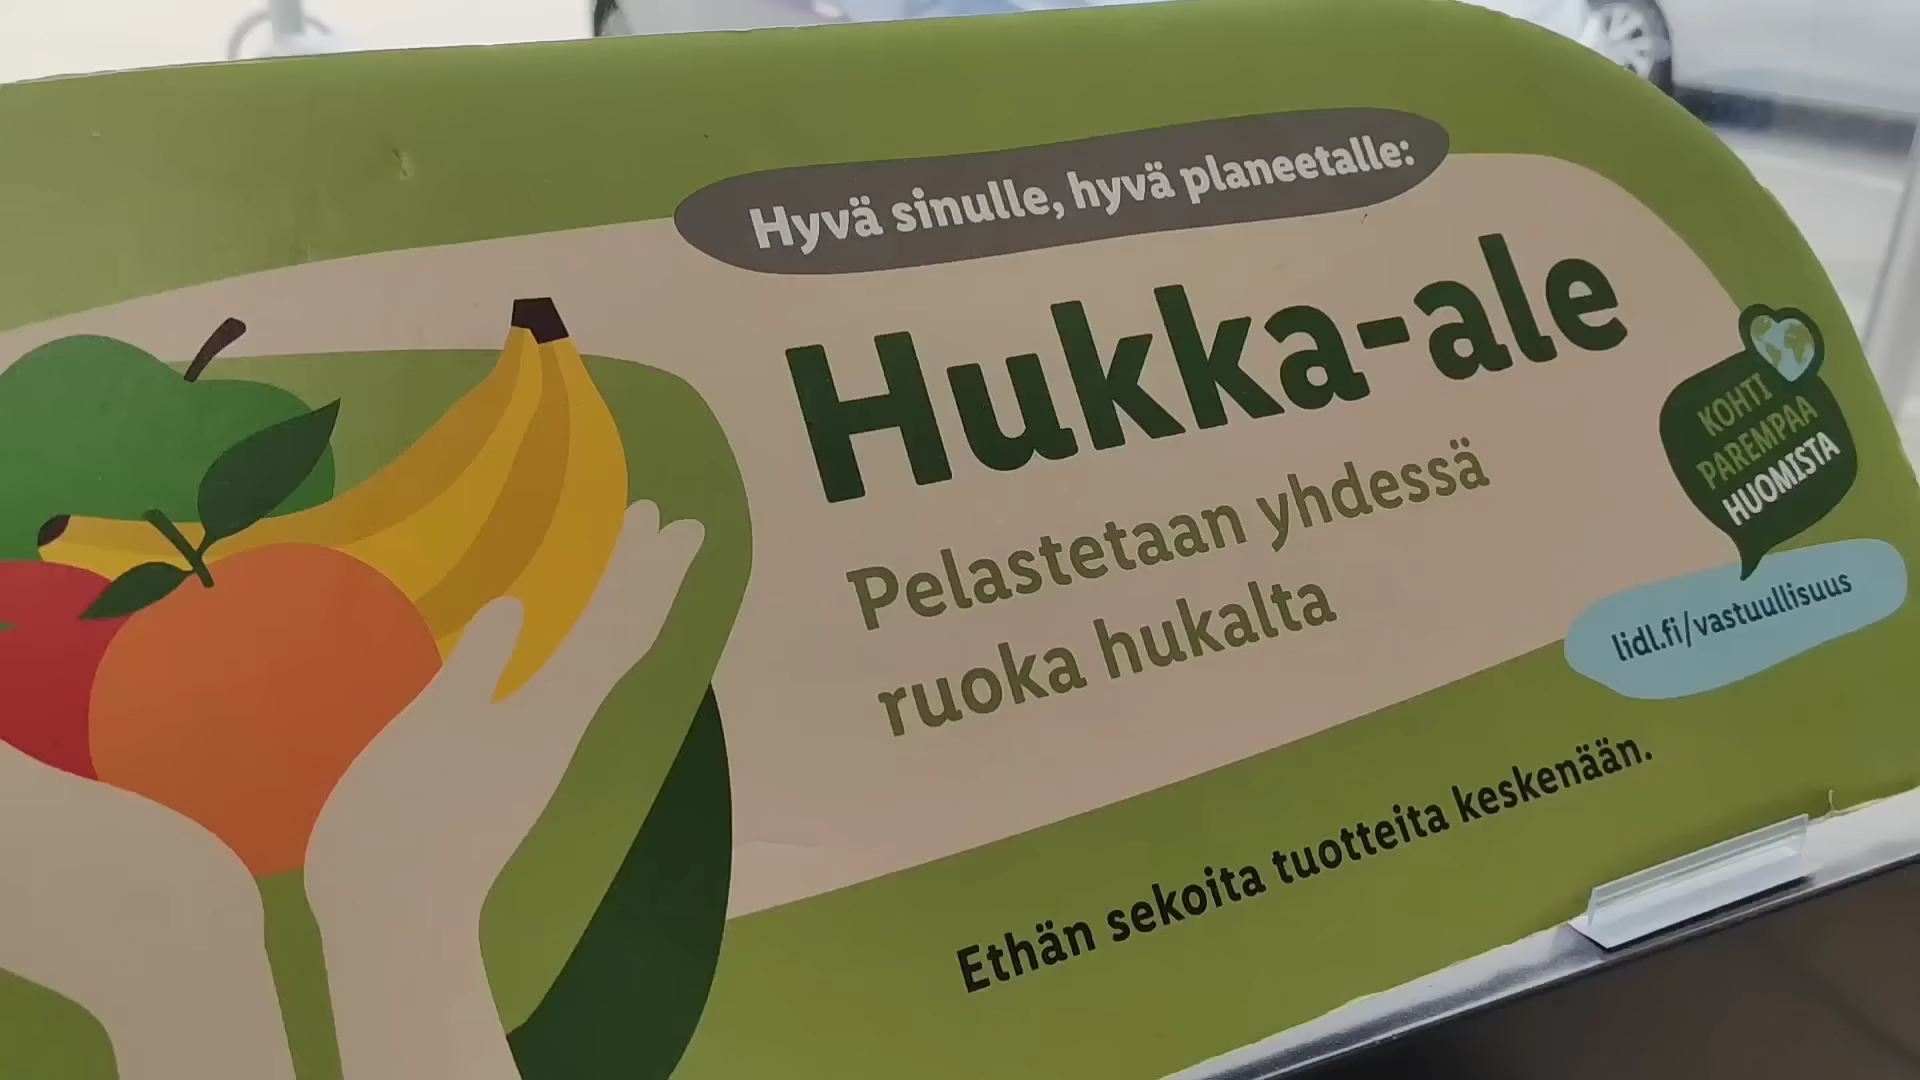 Hyvä sinulle, hyvä planeetalle:
Hukka-ale
Pelastetaan yhdessä
ruoka hukalta
KOHTI
PAREMPAA
HUOMISTA
lidl.fi/vastuullisuus
Ethän sekoita tuotteita keskenään.